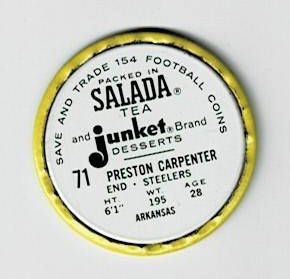 SAVE AND TRADE 154 FOOTBALL COINS
PACKED IN
SALADA®
TEA
and junket® Brand
DESSERTS
71 PRESTON CARPENTER
END · STEELERS
HT. WT. AGE
6'1" 195 28
ARKANSAS